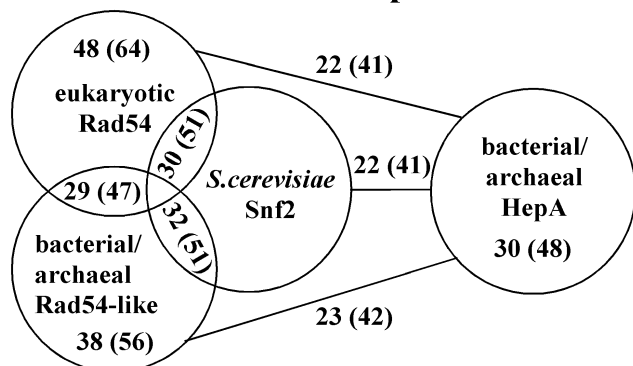 48 (64)
eukaryotic
Rad54
30 (51)
29 (47)
32 (51)
S.cerevisiae
Snf2
bacterial/
archaeal
Rad54-like
38 (56)
22 (41)
22 (41)
23 (42)
bacterial/
archaeal
HepA
30 (48)